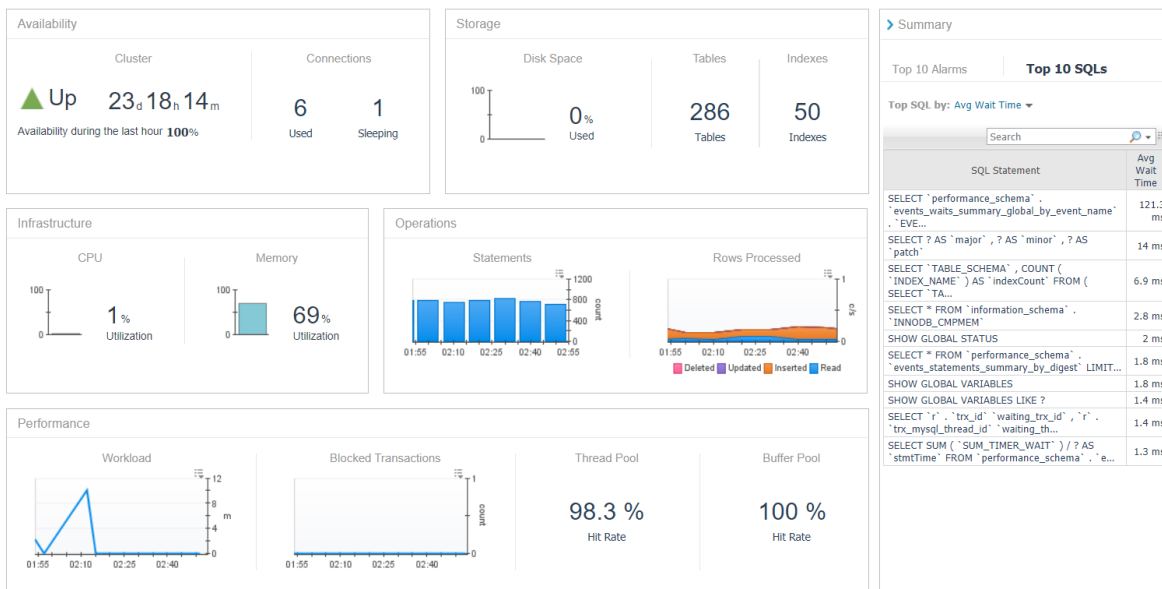 Availability
Cluster
Connections
Up 23d 18h 14m
6
1
Used
Sleeping
Availability during the last hour 100%
Storage
Disk Space
Tables
Indexes
100
0
0%
Used
286
Tables
50
Indexes
Infrastructure
CPU
Memory
100
0
1%
Utilization
100
0
69%
Utilization
Operations
Statements
1200
800
400
0
count
01:55 02:10 02:25 02:40 02:55
Rows Processed
1
0
c/s
01:55 02:10 02:25 02:40
Deleted Updated Inserted Read
Performance
Workload
12
8
4
0
m
01:55 02:10 02:25 02:40
Blocked Transactions
1
0
count
01:55 02:10 02:25 02:40
Thread Pool
98.3 %
Hit Rate
Buffer Pool
100 %
Hit Rate
Summary
Top 10 Alarms
Top 10 SQLs
Top SQL by: Avg Wait Time
Search
SQL Statement
Avg
Wait
Time
SELECT `performance_schema` .
`events_waits_summary_global_by_event_name`
. `EVE...
121.3
ms
SELECT ? AS `major` , ? AS `minor` , ? AS
`patch`
14 ms
SELECT `TABLE_SCHEMA` , COUNT (
`INDEX_NAME` ) AS `indexCount` FROM (
SELECT `TA...
6.9 ms
SELECT * FROM `information_schema` .
`INNODB_CMPMEM`
2.8 ms
SHOW GLOBAL STATUS
2 ms
SELECT * FROM `performance_schema` .
`events_statements_summary_by_digest` LIMIT...
1.8 ms
SHOW GLOBAL VARIABLES
1.8 ms
SHOW GLOBAL VARIABLES LIKE ?
1.4 ms
SELECT `r` . `trx_id` `waiting_trx_id` , `r` .
`trx_mysql_thread_id` `waiting_th...
1.4 ms
SELECT SUM ( `SUM_TIMER_WAIT` ) / ? AS
`stmtTime` FROM `performance_schema` . `e...
1.3 ms